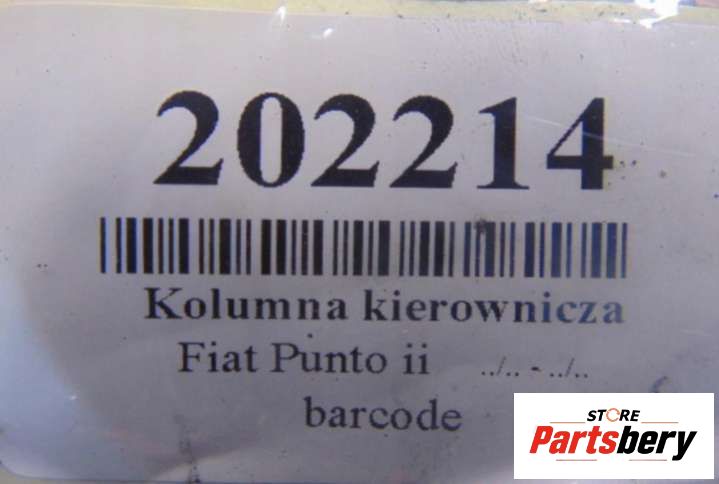 202214
Kolumna kierownicza
Fiat Punto ii ../.. - ../..
barcode
STORE
Partsbery